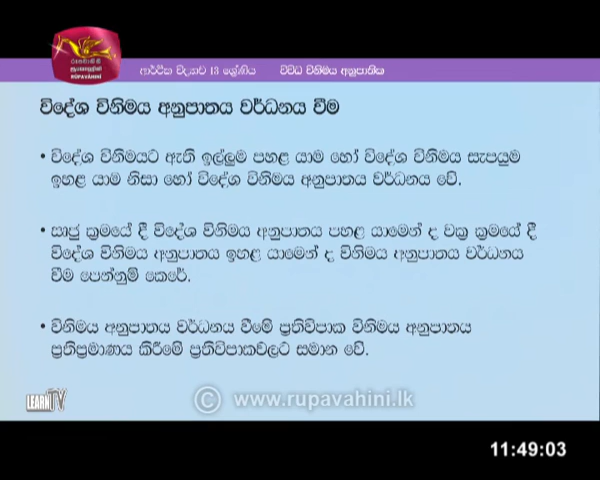 රූපවාහිනී
RUPAVAHINI
ආර්ථික විද්‍යාව 13 ශ්‍රේණිය
විවිධ විනිමය අනුපාතික
විදේශ විනිමය අනුපාතය වර්ධනය වීම
• විදේශ විනිමයට ඇති ඉල්ලුම පහළ යාම හෝ විදේශ විනිමය සැපයුම
ඉහළ යාම නිසා හෝ විදේශ විනිමය අනුපාතය වර්ධනය වේ.
• සෘජු ක්‍රමයේ දී විදේශ විනිමය අනුපාතය පහළ යාමෙන් ද වක්‍ර ක්‍රමයේ දී
විදේශ විනිමය අනුපාතය ඉහළ යාමෙන් ද විනිමය අනුපාතය වර්ධනය
වීම පෙන්නුම් කෙරේ.
• විනිමය අනුපාතය වර්ධනය වීමේ ප්‍රතිවිපාක විනිමය අනුපාතය
ප්‍රතිප්‍රමාණය කිරීමේ ප්‍රතිවිපාකවලට සමාන වේ.
LEARN TV
© www.rupavahini.lk
11:49:03